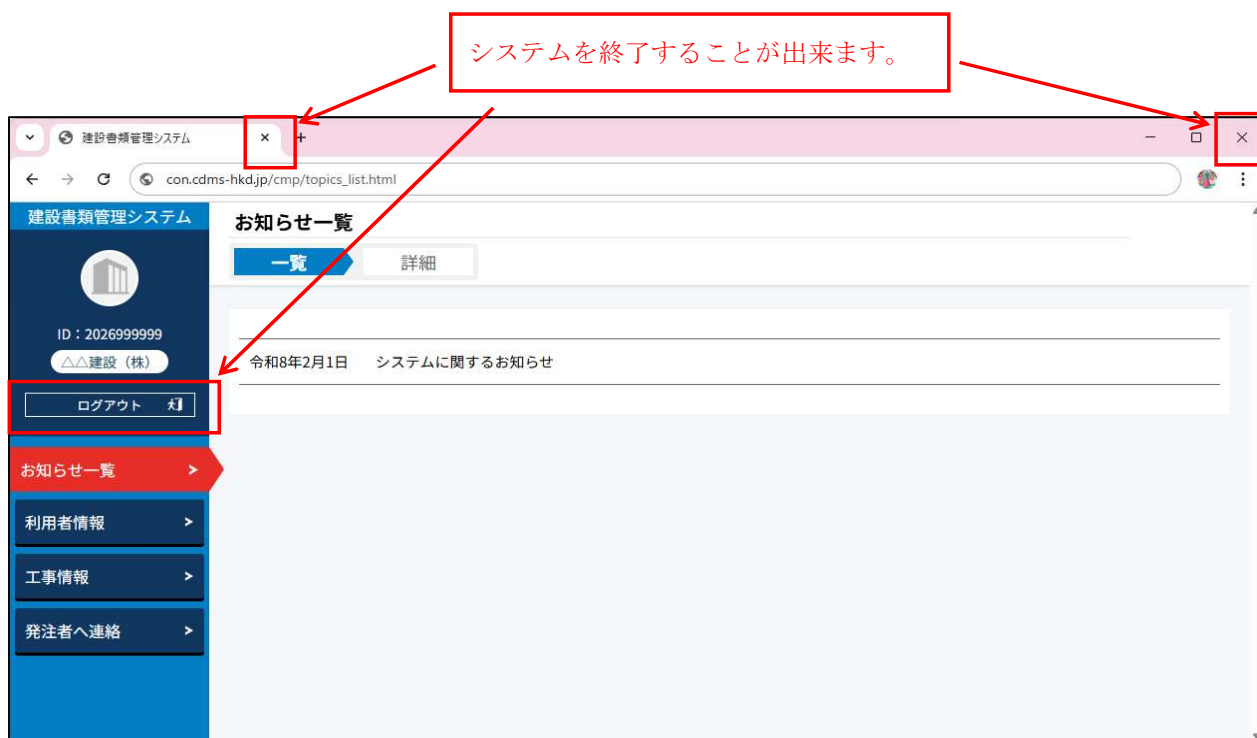 システムを終了することが出来ます。
建設書類管理システム
con.cdms-hkd.jp/cmp/topics_list.html
建設書類管理システム
ID：2026999999
△△建設（株）
ログアウト
お知らせ一覧
利用者情報
工事情報
発注者へ連絡
お知らせ一覧
一覧
詳細
令和8年2月1日 システムに関するお知らせ